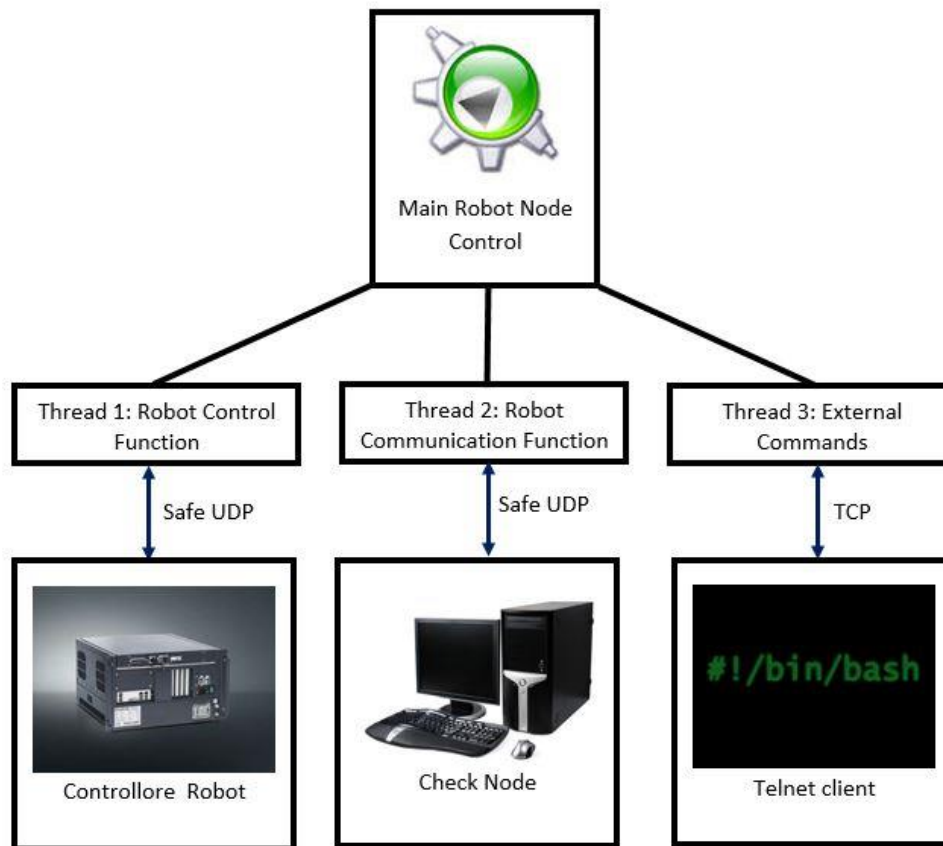 Main Robot Node
Control
Thread 1: Robot Control
Function
Thread 2: Robot
Communication Function
Thread 3: External
Commands
Safe UDP
Safe UDP
TCP
#!/bin/bash
Controllore Robot
Check Node
Telnet client